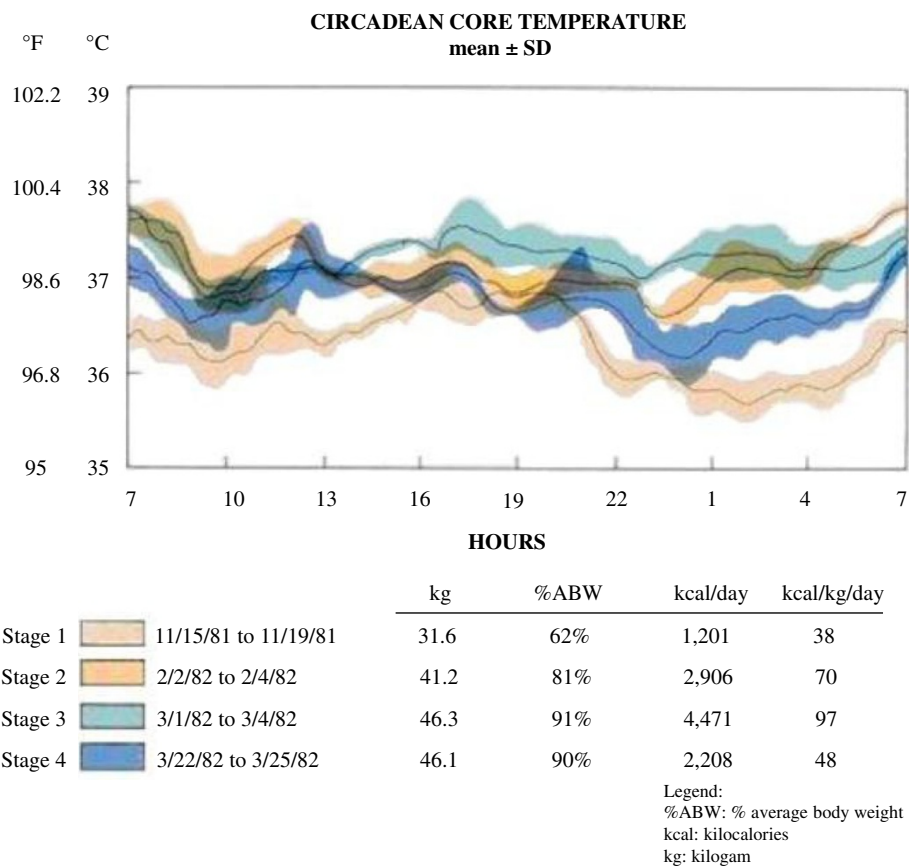 CIRCADEAN CORE TEMPERATURE
mean ± SD
°F °C
102.2 39
100.4 38
98.6 37
96.8 36
95 35
7 10 13 16 19 22 1 4 7
HOURS
kg %ABW kcal/day kcal/kg/day
Stage 1 11/15/81 to 11/19/81 31.6 62% 1,201 38
Stage 2 2/2/82 to 2/4/82 41.2 81% 2,906 70
Stage 3 3/1/82 to 3/4/82 46.3 91% 4,471 97
Stage 4 3/22/82 to 3/25/82 46.1 90% 2,208 48
Legend:
%ABW: % average body weight
kcal: kilocalories
kg: kilogam